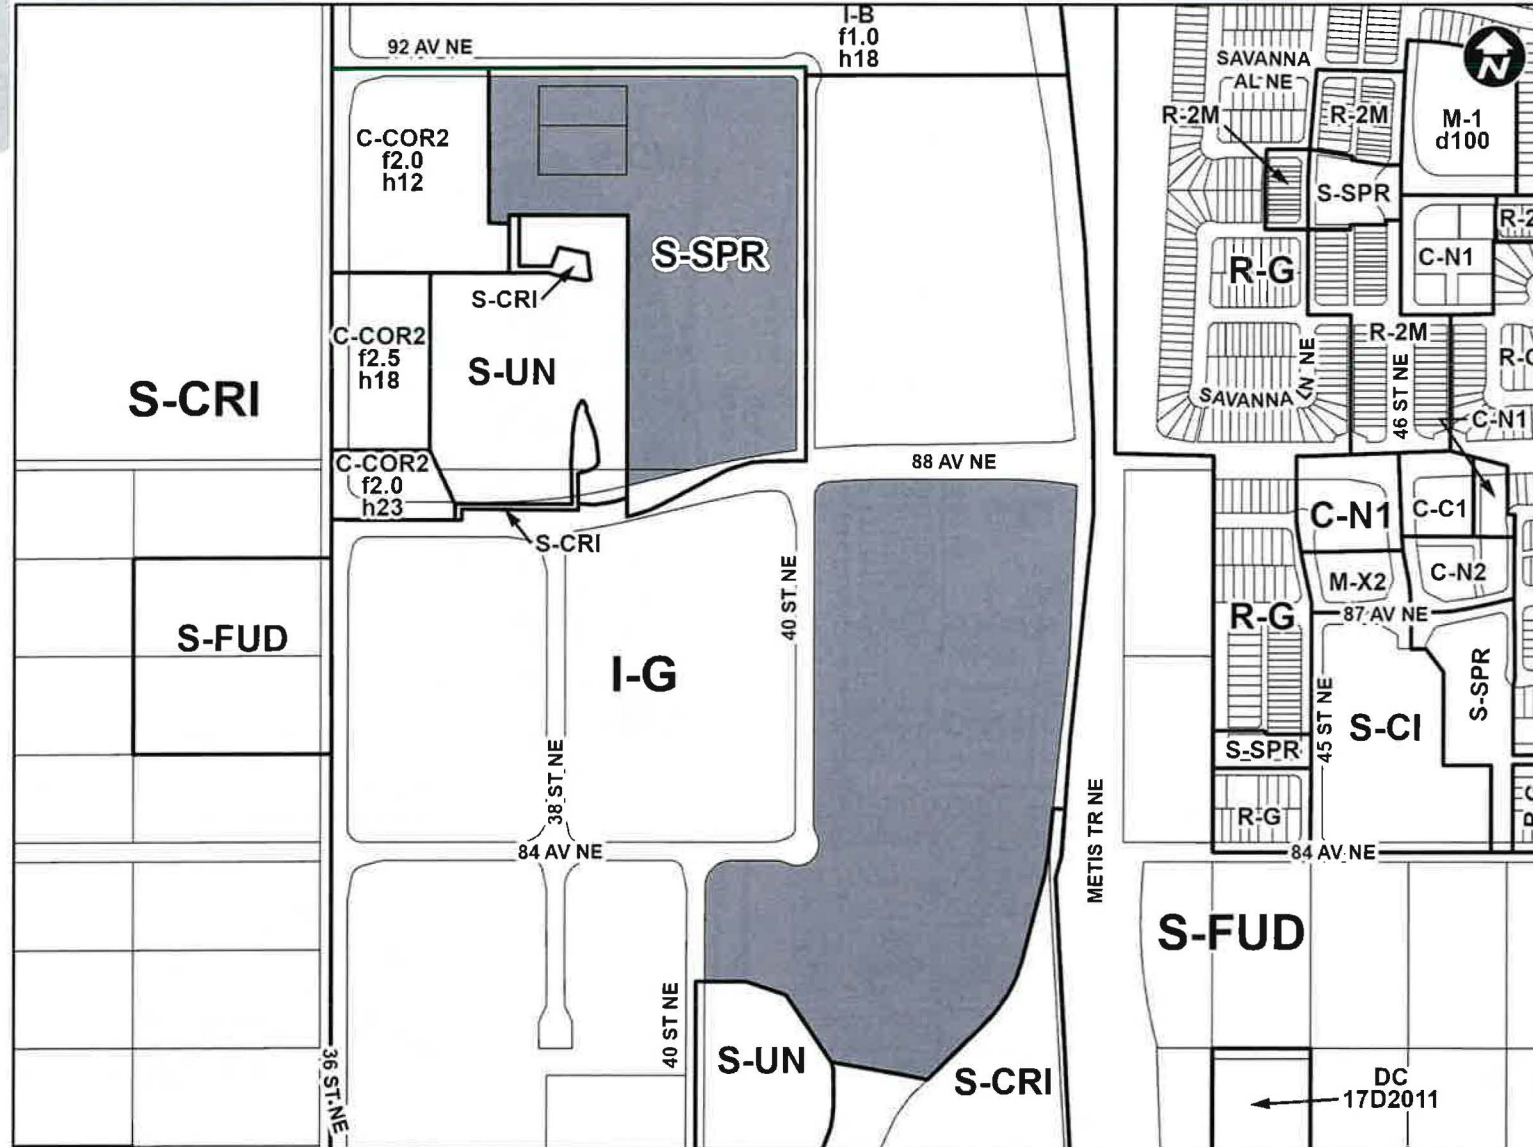 92 AV NE
I-B
f1.0
h18
SAVANNA
AL NE
N
C-COR2
f2.0
h12
R-2M
R-2M
M-1
d100
S-SPR
R-2
S-SPR
R-G
C-N1
S-CRI
C-COR2
f2.5
h18
S-UN
R-2M
S-CRI
SAVANNA
LN NE
46 ST NE
C-N1
C-COR2
f2.0
h23
88 AV NE
C-N1
C-C1
S-CRI
40 ST NE
M-X2
C-N2
87 AV NE
S-FUD
I-G
R-G
S-SPR
45 ST NE
S-CI
S-SPR
38 ST NE
METIS TR NE
R-G
84 AV NE
84 AV NE
S-FUD
40 ST NE
S-UN
S-CRI
36 ST NE
DC
17D2011